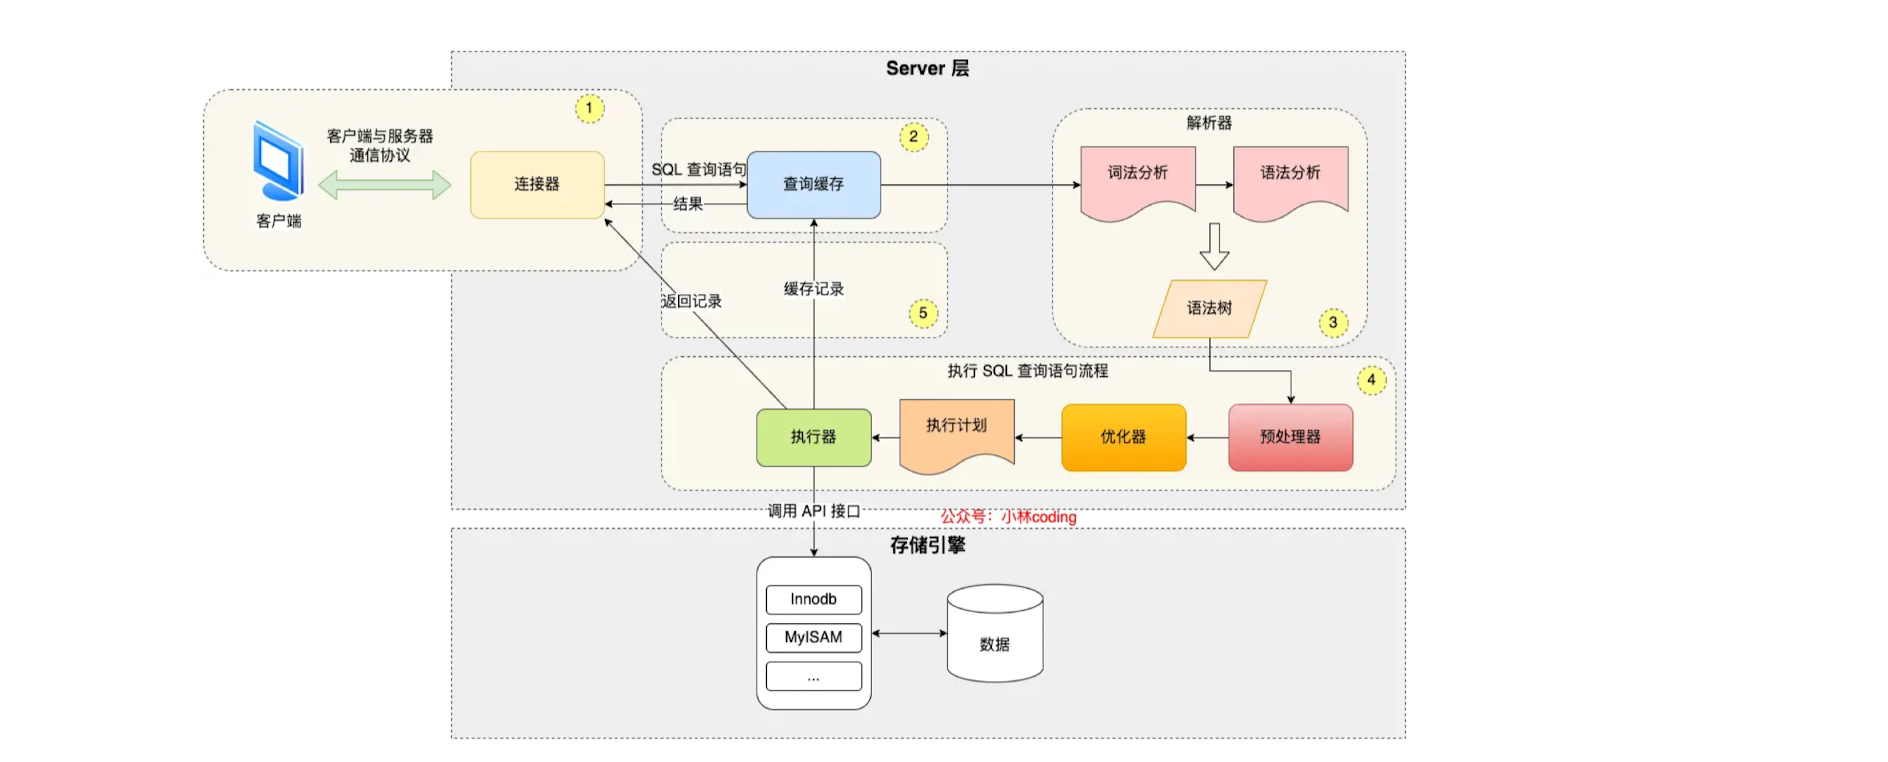 Server 层
1
客户端与服务器
通信协议
客户端
连接器
SQL 查询语句
结果
2
查询缓存
解析器
词法分析
语法分析
语法树
3
返回记录
缓存记录
5
执行 SQL 查询语句流程
4
执行器
执行计划
优化器
预处理器
调用 API 接口
公众号：小林coding
存储引擎
Innodb
MyISAM
...
数据